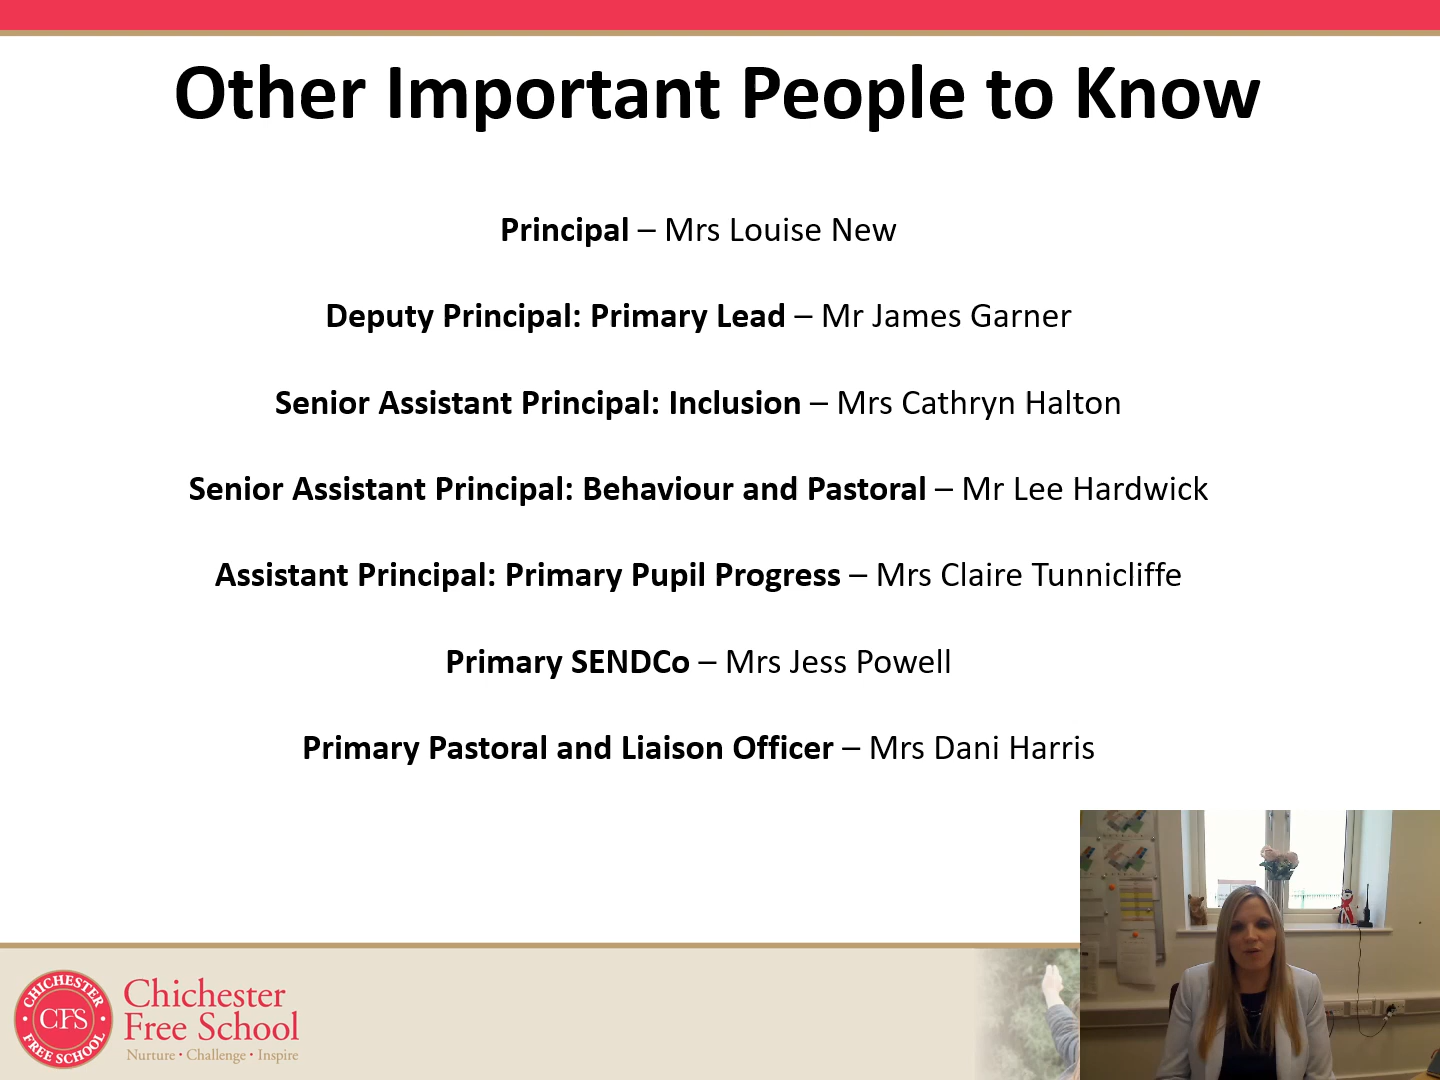 Other Important People to Know
Principal – Mrs Louise New
Deputy Principal: Primary Lead – Mr James Garner
Senior Assistant Principal: Inclusion – Mrs Cathryn Halton
Senior Assistant Principal: Behaviour and Pastoral – Mr Lee Hardwick
Assistant Principal: Primary Pupil Progress – Mrs Claire Tunnicliffe
Primary SENDCo – Mrs Jess Powell
Primary Pastoral and Liaison Officer – Mrs Dani Harris
CHICHESTER
CFS
FREE SCHOOL
Chichester
Free School
Nurture · Challenge · Inspire